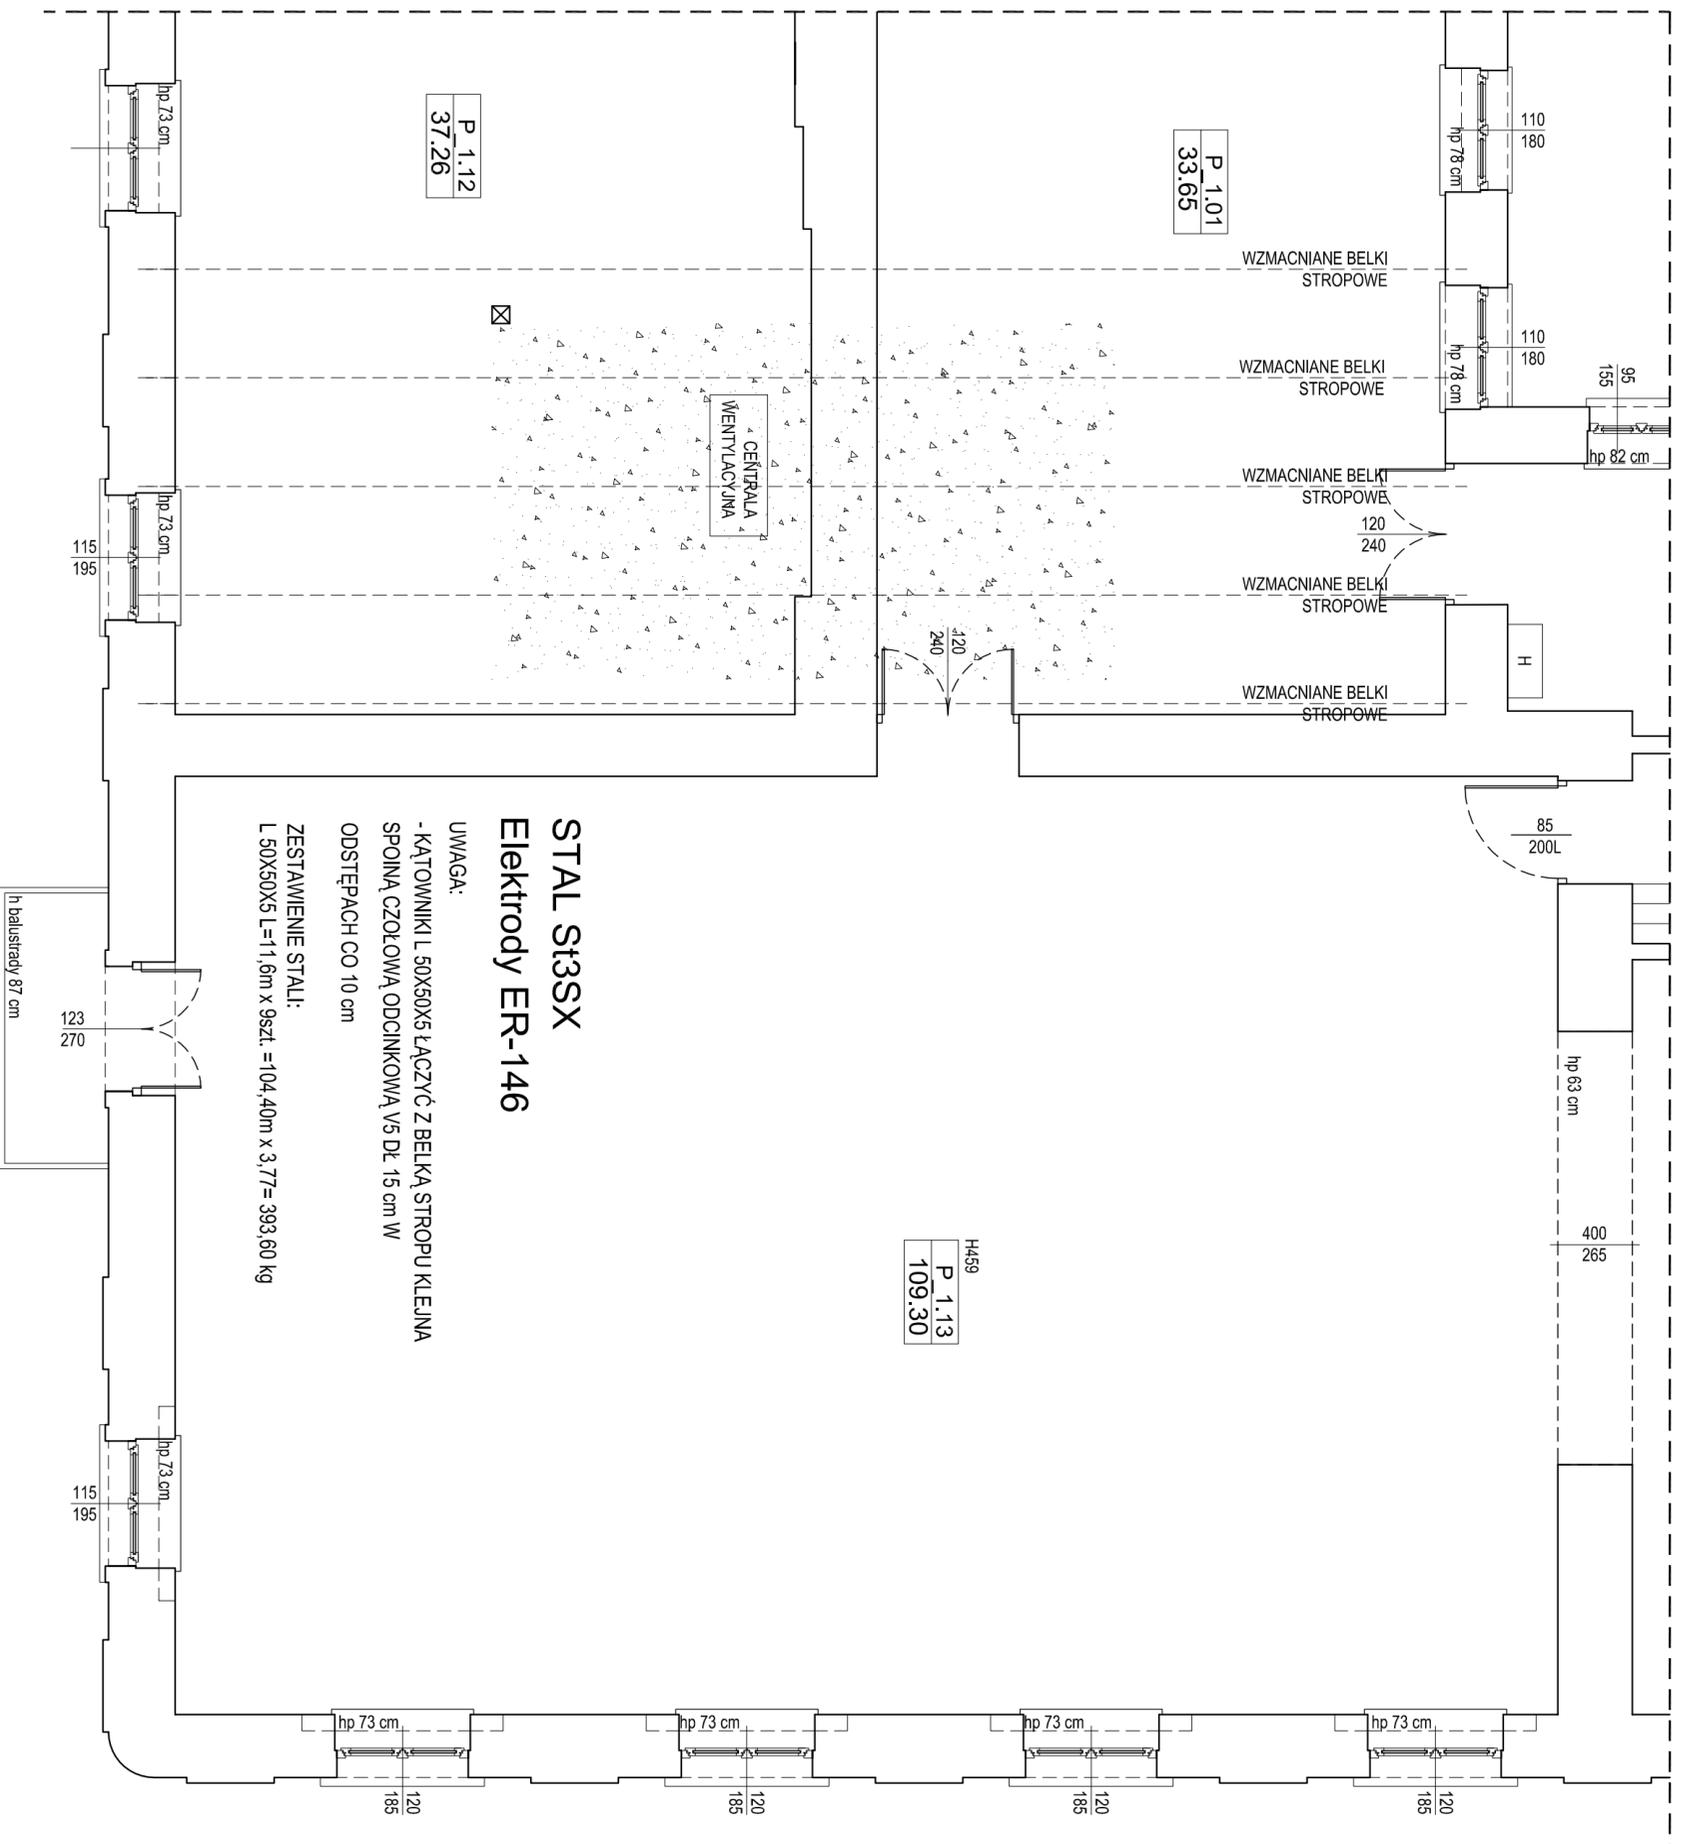 hp 73 cm
P_1.12
37.26
P_1.01
33.65
hp 78 cm
110
180
WZMACNIANE BELKI
STROPOWE
hp 78 cm
110
180
WZMACNIANE BELKI
STROPOWE
95
155
hp 82 cm
CENTRALA
WENTYLACYJNA
WZMACNIANE BELKI
STROPOWE
120
240
hp 73 cm
115
195
WZMACNIANE BELKI
STROPOWE
120
240
H
WZMACNIANE BELKI
STROPOWE
85
200L
STAL St3SX
Elektrody ER-146
UWAGA:
- KĄTOWNIKI L 50X50X5 ŁĄCZYĆ Z BELKĄ STROPU KLEJNA
SPOINĄ CZOŁOWĄ ODCINKOWĄ V5 DŁ 15 cm W
ODSTĘPACH CO 10 cm
ZESTAWIENIE STALI:
L 50X50X5 L=11,6m x 9szt. =104,40m x 3,77= 393,60 kg
h balustrady 87 cm
123
270
hp 63 cm
400
265
H459
P_1.13
109.30
hp 73 cm
115
195
hp 73 cm
120
185
hp 73 cm
120
185
hp 73 cm
120
185
hp 73 cm
120
185